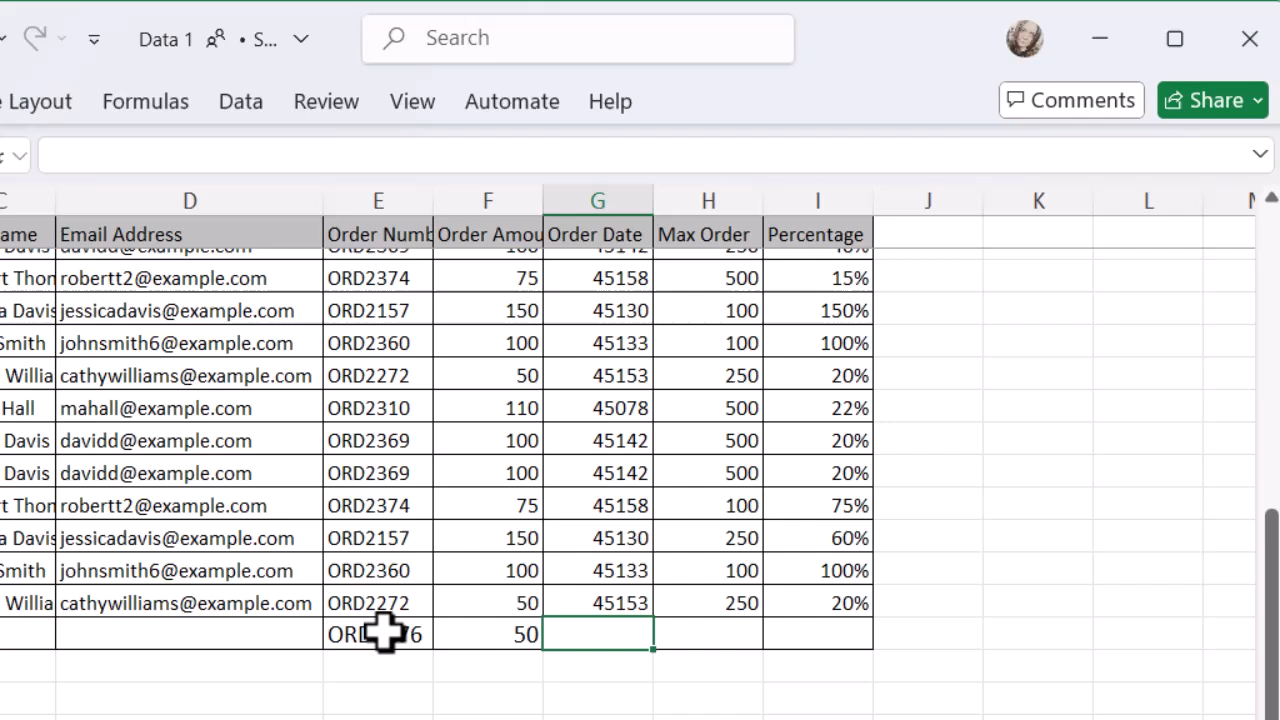 Data 1 • S...
Search
Layout Formulas Data Review View Automate Help
Comments Share
D E F G H I J K L
ame Email Address Order Numb Order Amou Order Date Max Order Percentage
t Thon robertt2@example.com ORD2374 75 45158 500 15%
a Davis jessicadavis@example.com ORD2157 150 45130 100 150%
Smith johnsmith6@example.com ORD2360 100 45133 100 100%
Willia cathywilliams@example.com ORD2272 50 45153 250 20%
Hall mahall@example.com ORD2310 110 45078 500 22%
Davis davidd@example.com ORD2369 100 45142 500 20%
Davis davidd@example.com ORD2369 100 45142 500 20%
t Thon robertt2@example.com ORD2374 75 45158 100 75%
a Davis jessicadavis@example.com ORD2157 150 45130 250 60%
Smith johnsmith6@example.com ORD2360 100 45133 100 100%
Willia cathywilliams@example.com ORD2272 50 45153 250 20%
50